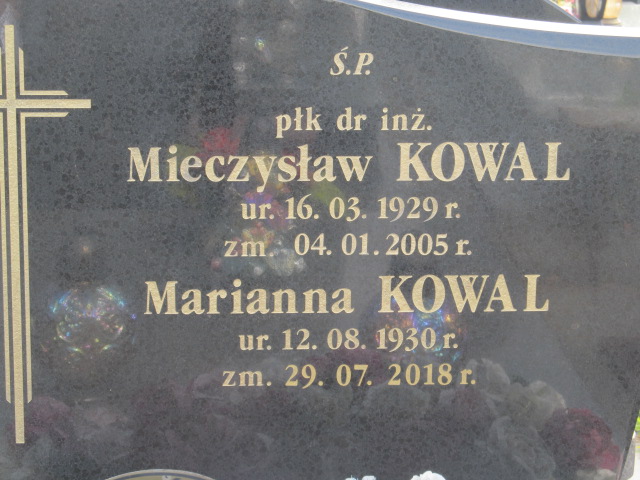 Ś.P.
płk dr inż.
Mieczysław KOWAL
ur. 16. 03. 1929 r.
zm. 04. 01. 2005 r.
Marianna KOWAL
ur. 12. 08. 1930 r.
zm. 29. 07. 2018 r.